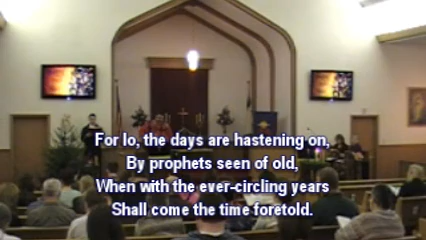 For lo, the days are hastening on,
By prophets seen of old,
When with the ever-circling years
Shall come the time foretold.